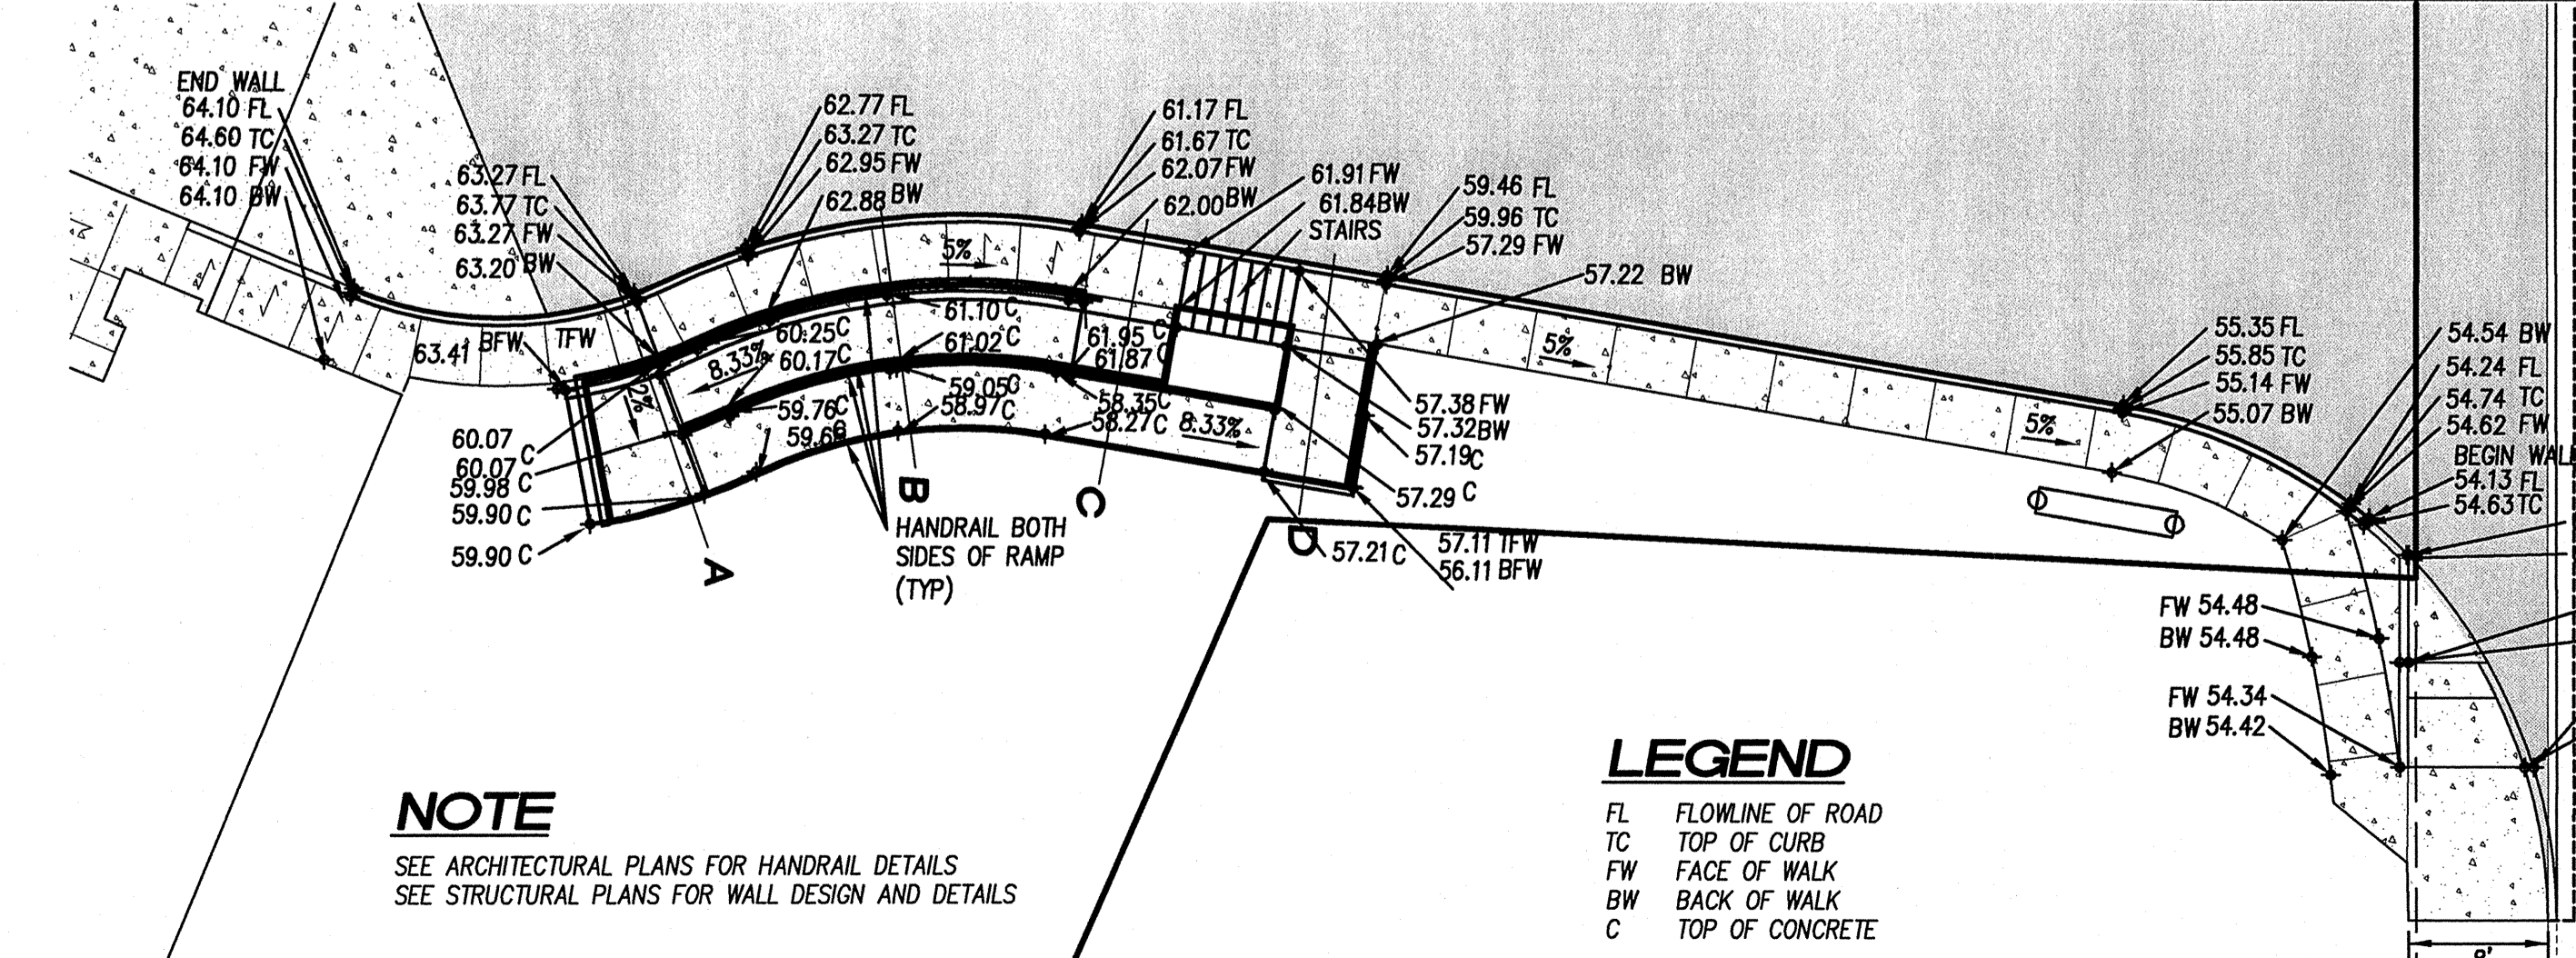 END WALL
64.10 FL
64.60 TC
64.10 FW
64.10 BW
63.27 FL
63.77 TC
63.27 FW
63.20 BW
62.77 FL
63.27 TC
62.95 FW
62.88 BW
61.17 FL
61.67 TC
62.07 FW
62.00 BW
61.91 FW
61.84 BW
STAIRS
59.46 FL
59.96 TC
57.29 FW
57.22 BW
55.35 FL
55.85 TC
55.14 FW
55.07 BW
54.54 BW
54.24 FL
54.74 TC
54.62 FW
BEGIN WALL
54.13 FL
54.63 TC
5%
5%
5%
63.41 BFW TFW
8.33%
2%
60.25 C
60.17 C
61.10 C
61.02 C
61.95 C
61.87 C
59.76 C
59.05 C
58.97 C
58.35 C
58.27 C
8.33%
57.38 FW
57.32 BW
57.19 C
57.29 C
60.07 C
60.07 C
59.98 C
59.90 C
59.90 C
A
B
C
D
HANDRAIL BOTH
SIDES OF RAMP
(TYP)
57.21 C
57.11 TFW
56.11 BFW
FW 54.48
BW 54.48
FW 54.34
BW 54.42
NOTE
SEE ARCHITECTURAL PLANS FOR HANDRAIL DETAILS
SEE STRUCTURAL PLANS FOR WALL DESIGN AND DETAILS
LEGEND
FL FLOWLINE OF ROAD
TC TOP OF CURB
FW FACE OF WALK
BW BACK OF WALK
C TOP OF CONCRETE